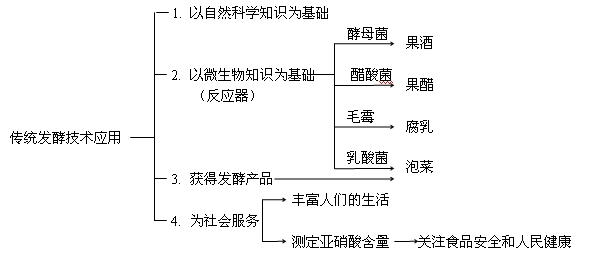 1. 以自然科学知识为基础
酵母菌
果酒
2. 以微生物知识为基础
（反应器）
醋酸菌
果醋
毛霉
腐乳
传统发酵技术应用
乳酸菌
泡菜
3. 获得发酵产品
丰富人们的生活
4. 为社会服务
测定亚硝酸含量
关注食品安全和人民健康